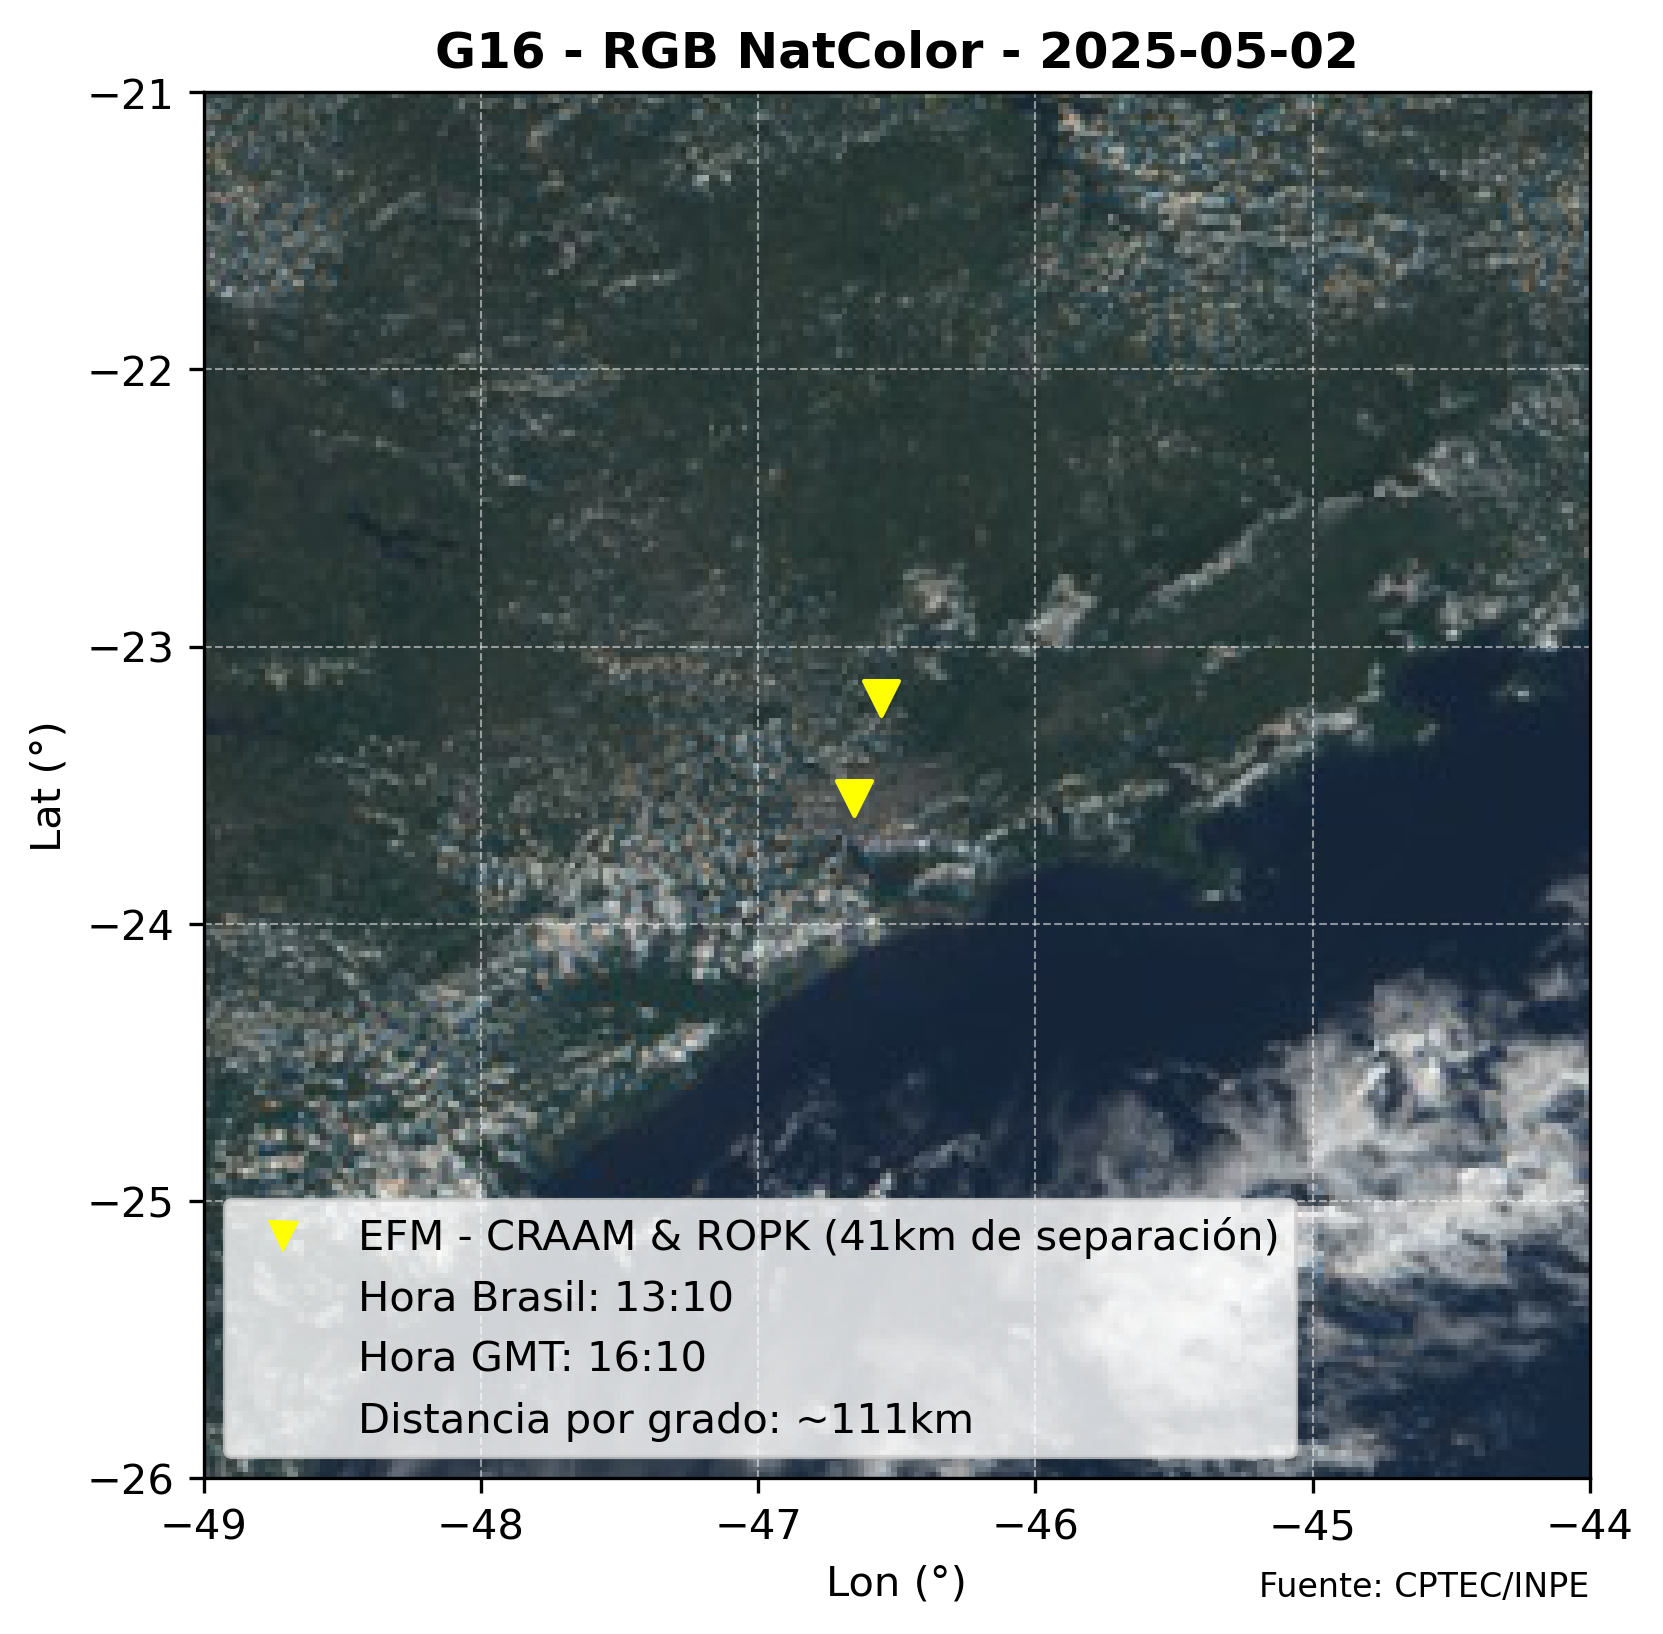 G16 - RGB NatColor - 2025-05-02
−21
−22
−23
−24
−25
−26
Lat (°)
EFM - CRAAM & ROPK (41km de separación)
Hora Brasil: 13:10
Hora GMT: 16:10
Distancia por grado: ~111km
−49 −48 −47 −46 −45 −44
Lon (°)
Fuente: CPTEC/INPE